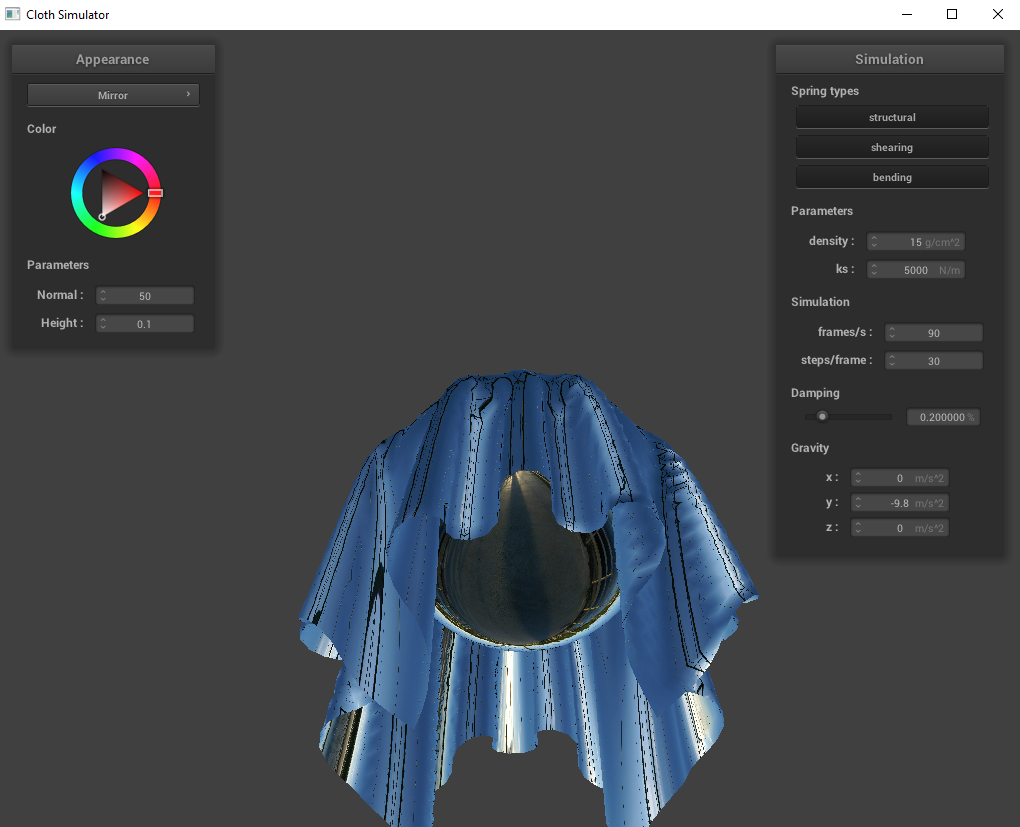 Cloth Simulator
Appearance
Mirror
Color
Parameters
Normal : 50
Height : 0.1
Simulation
Spring types
structural
shearing
bending
Parameters
density : 15 g/cm^2
ks : 5000 N/m
Simulation
frames/s : 90
steps/frame : 30
Damping
0.200000 %
Gravity
x : 0 m/s^2
y : -9.8 m/s^2
z : 0 m/s^2